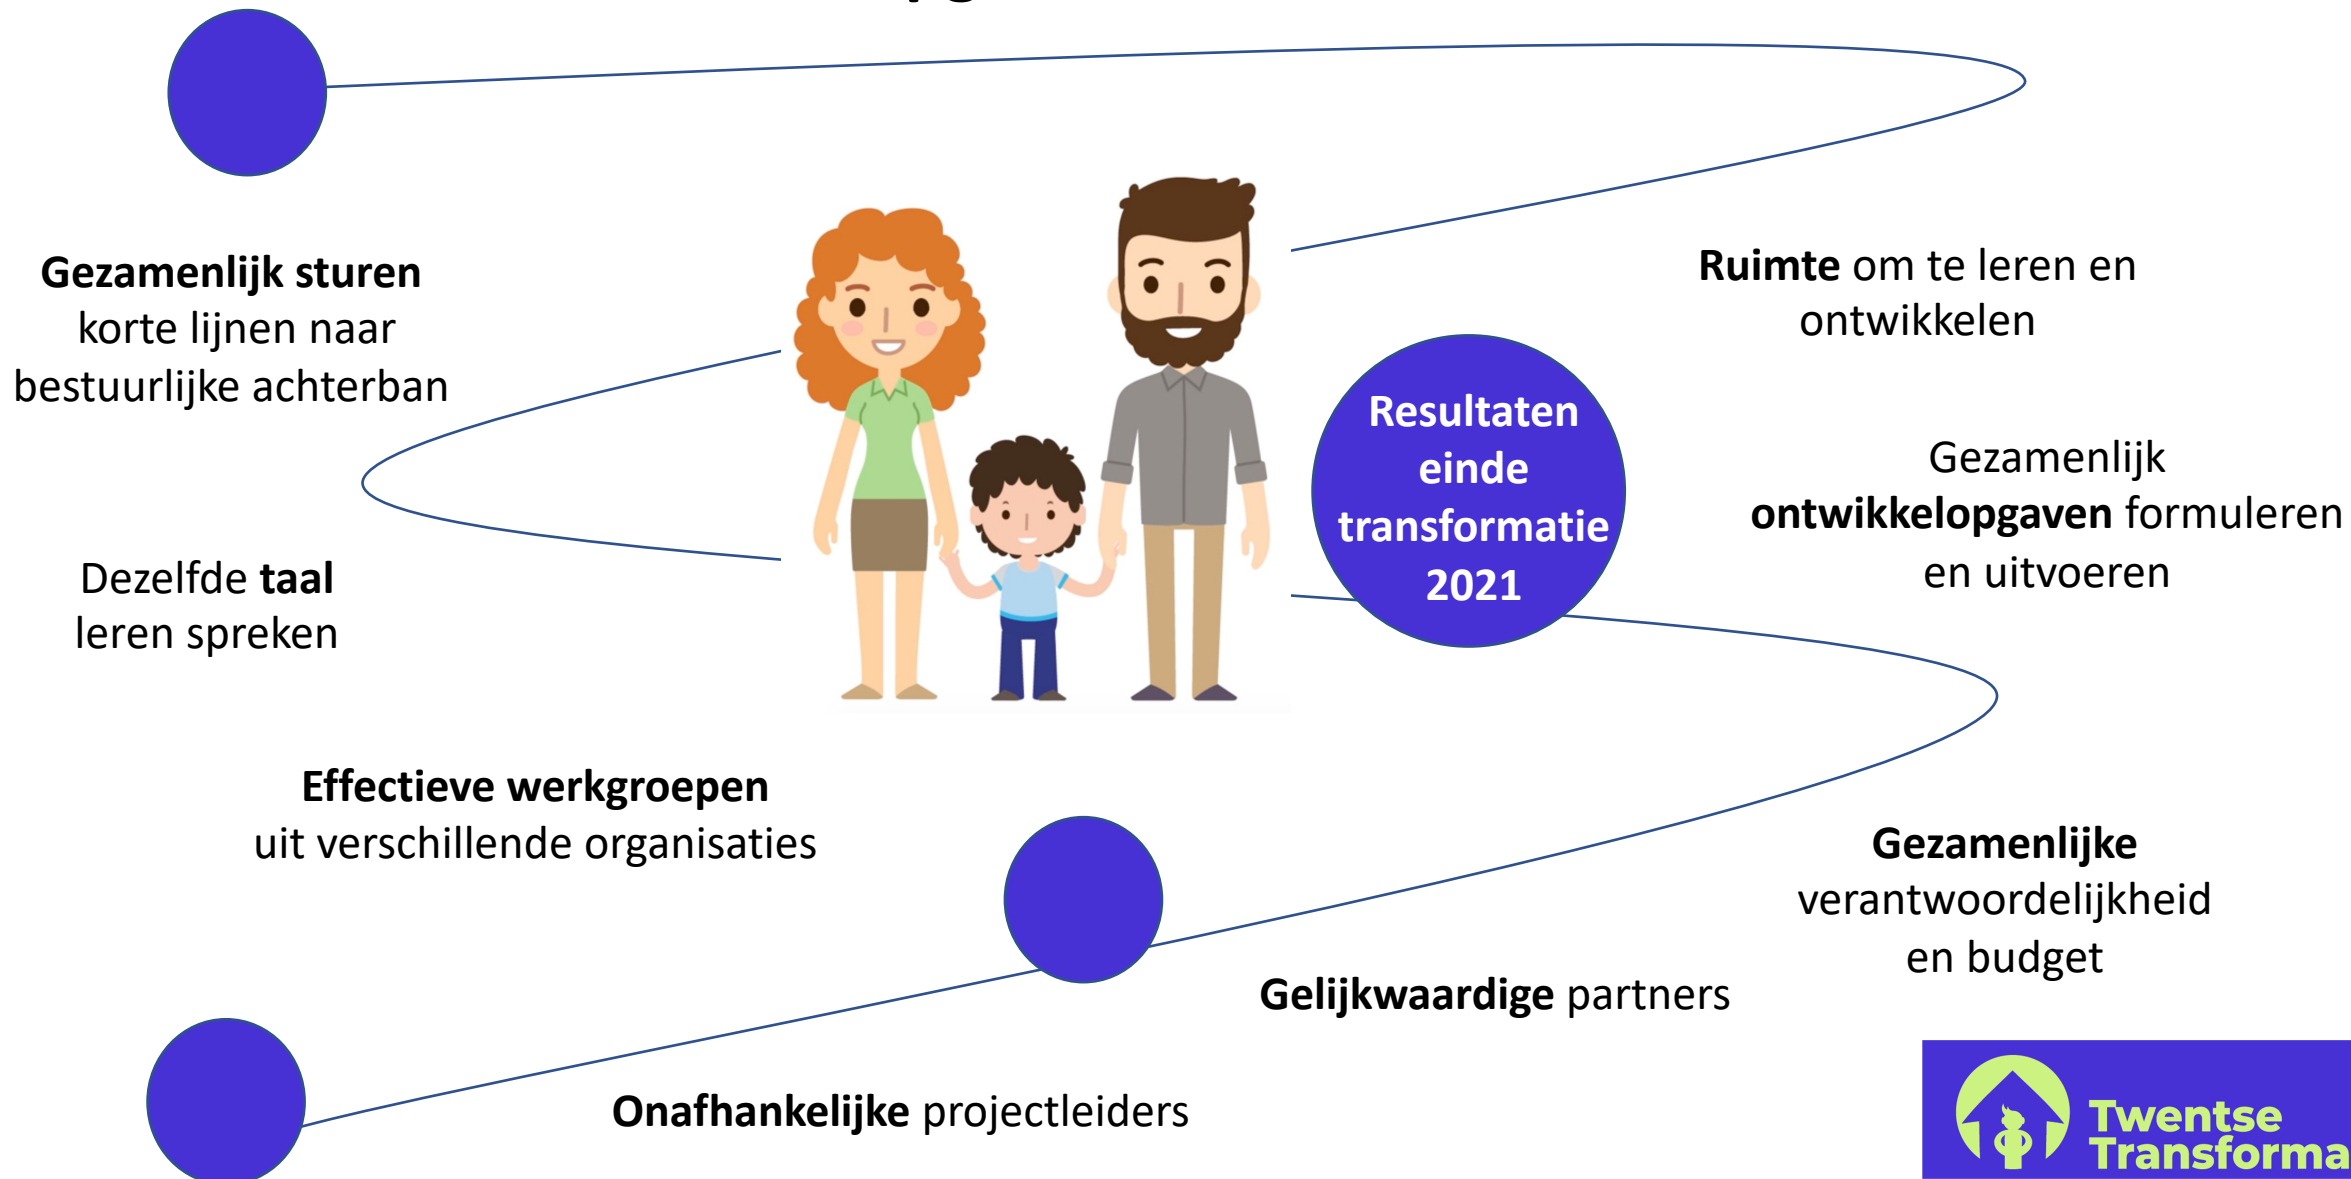 Gezamenlijk sturen
korte lijnen naar
bestuurlijke achterban
Ruimte om te leren en
ontwikkelen
Resultaten
einde
transformatie
2021
Gezamenlijk
ontwikkelopgaven formuleren
en uitvoeren
Dezelfde taal
leren spreken
Effectieve werkgroepen
uit verschillende organisaties
Gezamenlijke
verantwoordelijkheid
en budget
Gelijkwaardige partners
Onafhankelijke projectleiders
Twentse
Transforma